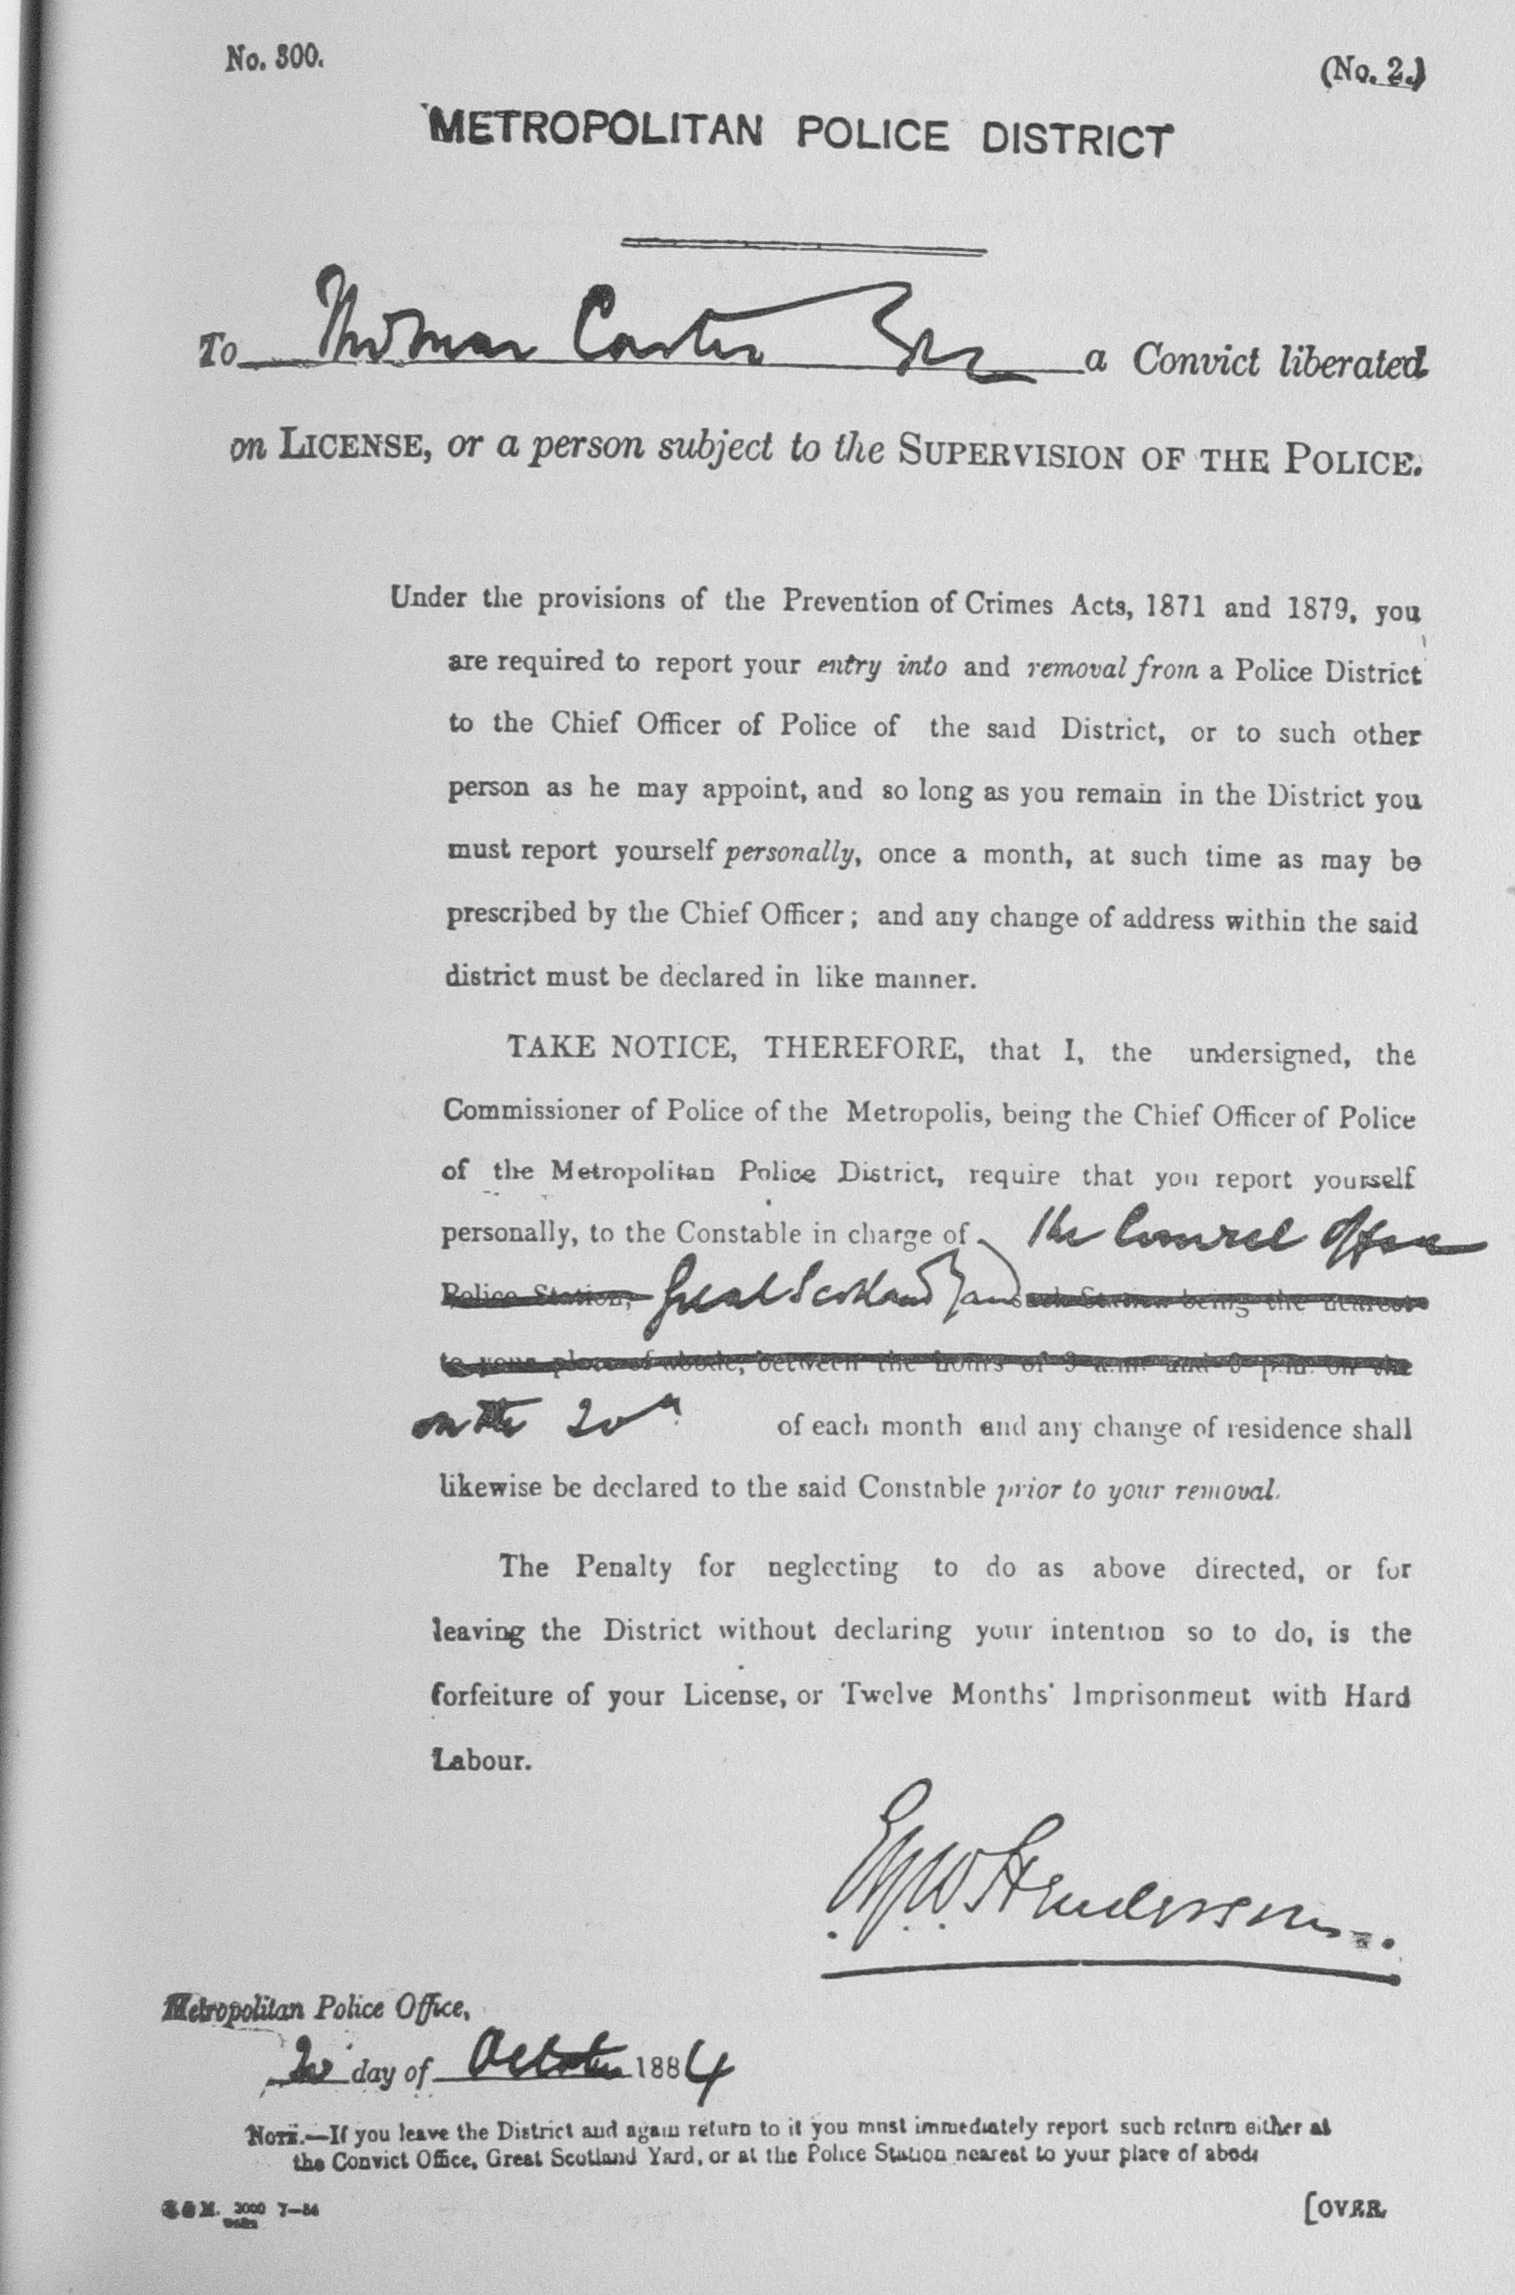 No. 300.
(No. 2.)
METROPOLITAN POLICE DISTRICT
To Thomas Carter a Convict liberated
on LICENSE, or a person subject to the SUPERVISION OF THE POLICE.
Under the provisions of the Prevention of Crimes Acts, 1871 and 1879, you
are required to report your entry into and removal from a Police District
to the Chief Officer of Police of the said District, or to such other
person as he may appoint, and so long as you remain in the District you
must report yourself personally, once a month, at such time as may be
prescribed by the Chief Officer; and any change of address within the said
district must be declared in like manner.
TAKE NOTICE, THEREFORE, that I, the undersigned, the
Commissioner of Police of the Metropolis, being the Chief Officer of Police
of the Metropolitan Police District, require that you report yourself
personally, to the Constable in charge of the Convict Office
Police Station, Great Scotland Yard such Station being the nearest
to your place of abode, between the hours of 9 a.m. and 9 p.m. on the
on the 20th of each month and any change of residence shall
likewise be declared to the said Constable prior to your removal.
The Penalty for neglecting to do as above directed, or for
leaving the District without declaring your intention so to do, is the
forfeiture of your License, or Twelve Months' Imprisonment with Hard
Labour.
EYW Henderson
Metropolitan Police Office,
20 day of October 1884
NOTE.—If you leave the District and again return to it you must immediately report such return either at
the Convict Office, Great Scotland Yard, or at the Police Station nearest to your place of abode
3000 7—84
[OVER